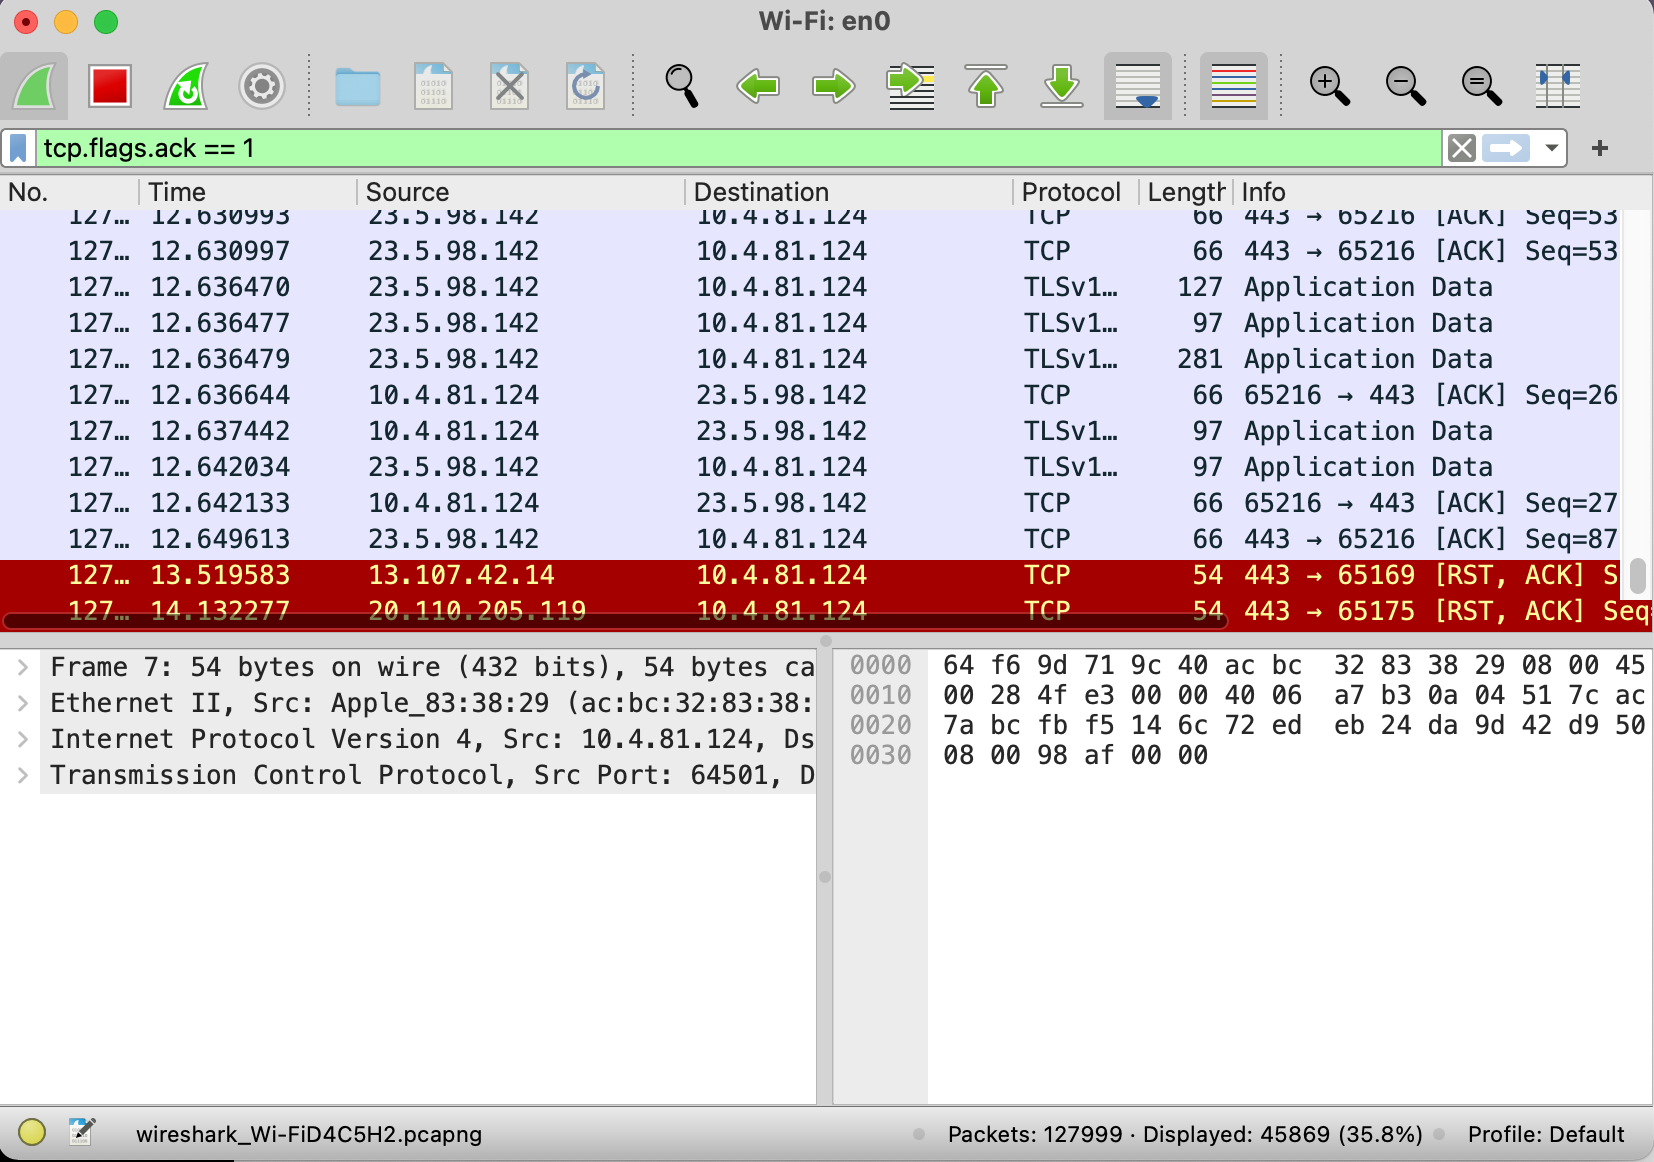 Wi-Fi: en0
tcp.flags.ack == 1
No. Time Source Destination Protocol Length Info
127… 12.630993 23.5.98.142 10.4.81.124 TCP 66 443 → 65216 [ACK] Seq=53
127… 12.630997 23.5.98.142 10.4.81.124 TCP 66 443 → 65216 [ACK] Seq=53
127… 12.636470 23.5.98.142 10.4.81.124 TLSv1… 127 Application Data
127… 12.636477 23.5.98.142 10.4.81.124 TLSv1… 97 Application Data
127… 12.636479 23.5.98.142 10.4.81.124 TLSv1… 281 Application Data
127… 12.636644 10.4.81.124 23.5.98.142 TCP 66 65216 → 443 [ACK] Seq=26
127… 12.637442 10.4.81.124 23.5.98.142 TLSv1… 97 Application Data
127… 12.642034 23.5.98.142 10.4.81.124 TLSv1… 97 Application Data
127… 12.642133 10.4.81.124 23.5.98.142 TCP 66 65216 → 443 [ACK] Seq=27
127… 12.649613 23.5.98.142 10.4.81.124 TCP 66 443 → 65216 [ACK] Seq=87
127… 13.519583 13.107.42.14 10.4.81.124 TCP 54 443 → 65169 [RST, ACK] S
127… 14.132277 20.110.205.119 10.4.81.124 TCP 54 443 → 65175 [RST, ACK] Seq=
Frame 7: 54 bytes on wire (432 bits), 54 bytes ca
Ethernet II, Src: Apple_83:38:29 (ac:bc:32:83:38:
Internet Protocol Version 4, Src: 10.4.81.124, Ds
Transmission Control Protocol, Src Port: 64501, D
0000 64 f6 9d 71 9c 40 ac bc 32 83 38 29 08 00 45
0010 00 28 4f e3 00 00 40 06 a7 b3 0a 04 51 7c ac
0020 7a bc fb f5 14 6c 72 ed eb 24 da 9d 42 d9 50
0030 08 00 98 af 00 00
wireshark_Wi-FiD4C5H2.pcapng Packets: 127999 · Displayed: 45869 (35.8%) Profile: Default